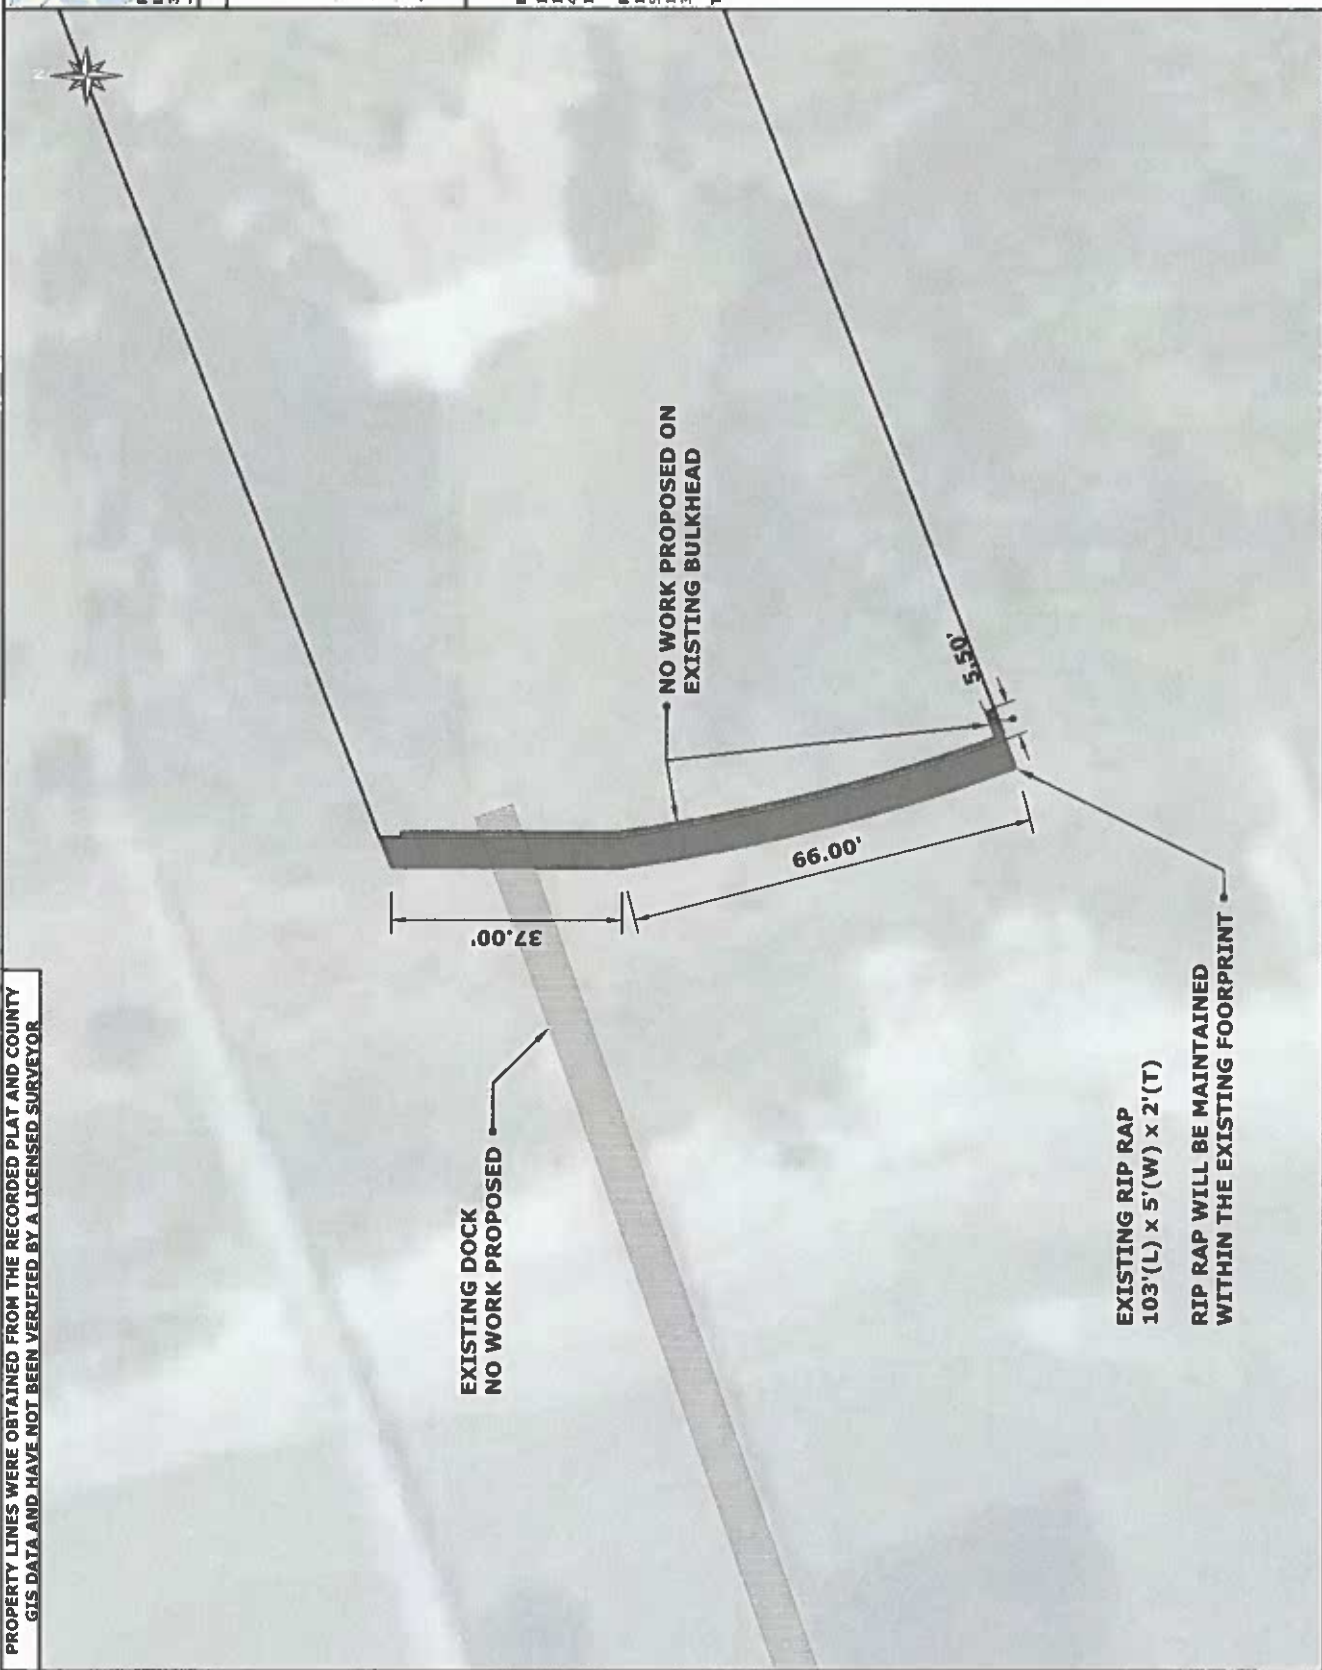 PROPERTY LINES WERE OBTAINED FROM THE RECORDED PLAT AND COUNTY
GIS DATA AND HAVE NOT BEEN VERIFIED BY A LICENSED SURVEYOR
EXISTING DOCK
NO WORK PROPOSED
37.00'
NO WORK PROPOSED ON
EXISTING BULKHEAD
66.00'
5.50'
EXISTING RIP RAP
103'(L) x 5'(W) x 2'(T)
RIP RAP WILL BE MAINTAINED
WITHIN THE EXISTING FOORPRINT